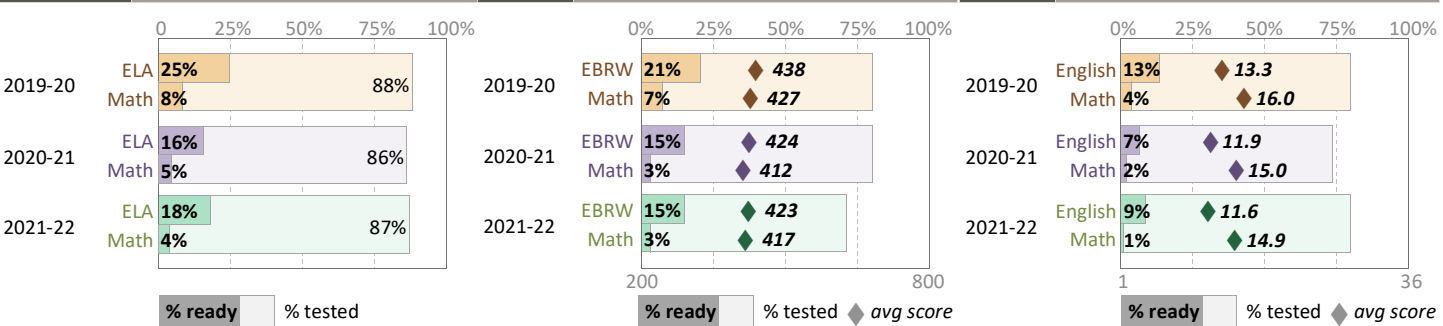 0 25% 50% 75% 100%
2019-20
ELA 25% 88%
Math 8%
2020-21
ELA 16% 86%
Math 5%
2021-22
ELA 18% 87%
Math 4%
% ready % tested
0% 25% 50% 75% 100%
2019-20
EBRW 21% 438
Math 7% 427
2020-21
EBRW 15% 424
Math 3% 412
2021-22
EBRW 15% 423
Math 3% 417
200 800
% ready % tested avg score
0% 25% 50% 75% 100%
2019-20
English 13% 13.3
Math 4% 16.0
2020-21
English 7% 11.9
Math 2% 15.0
2021-22
English 9% 11.6
Math 1% 14.9
1 36
% ready % tested avg score